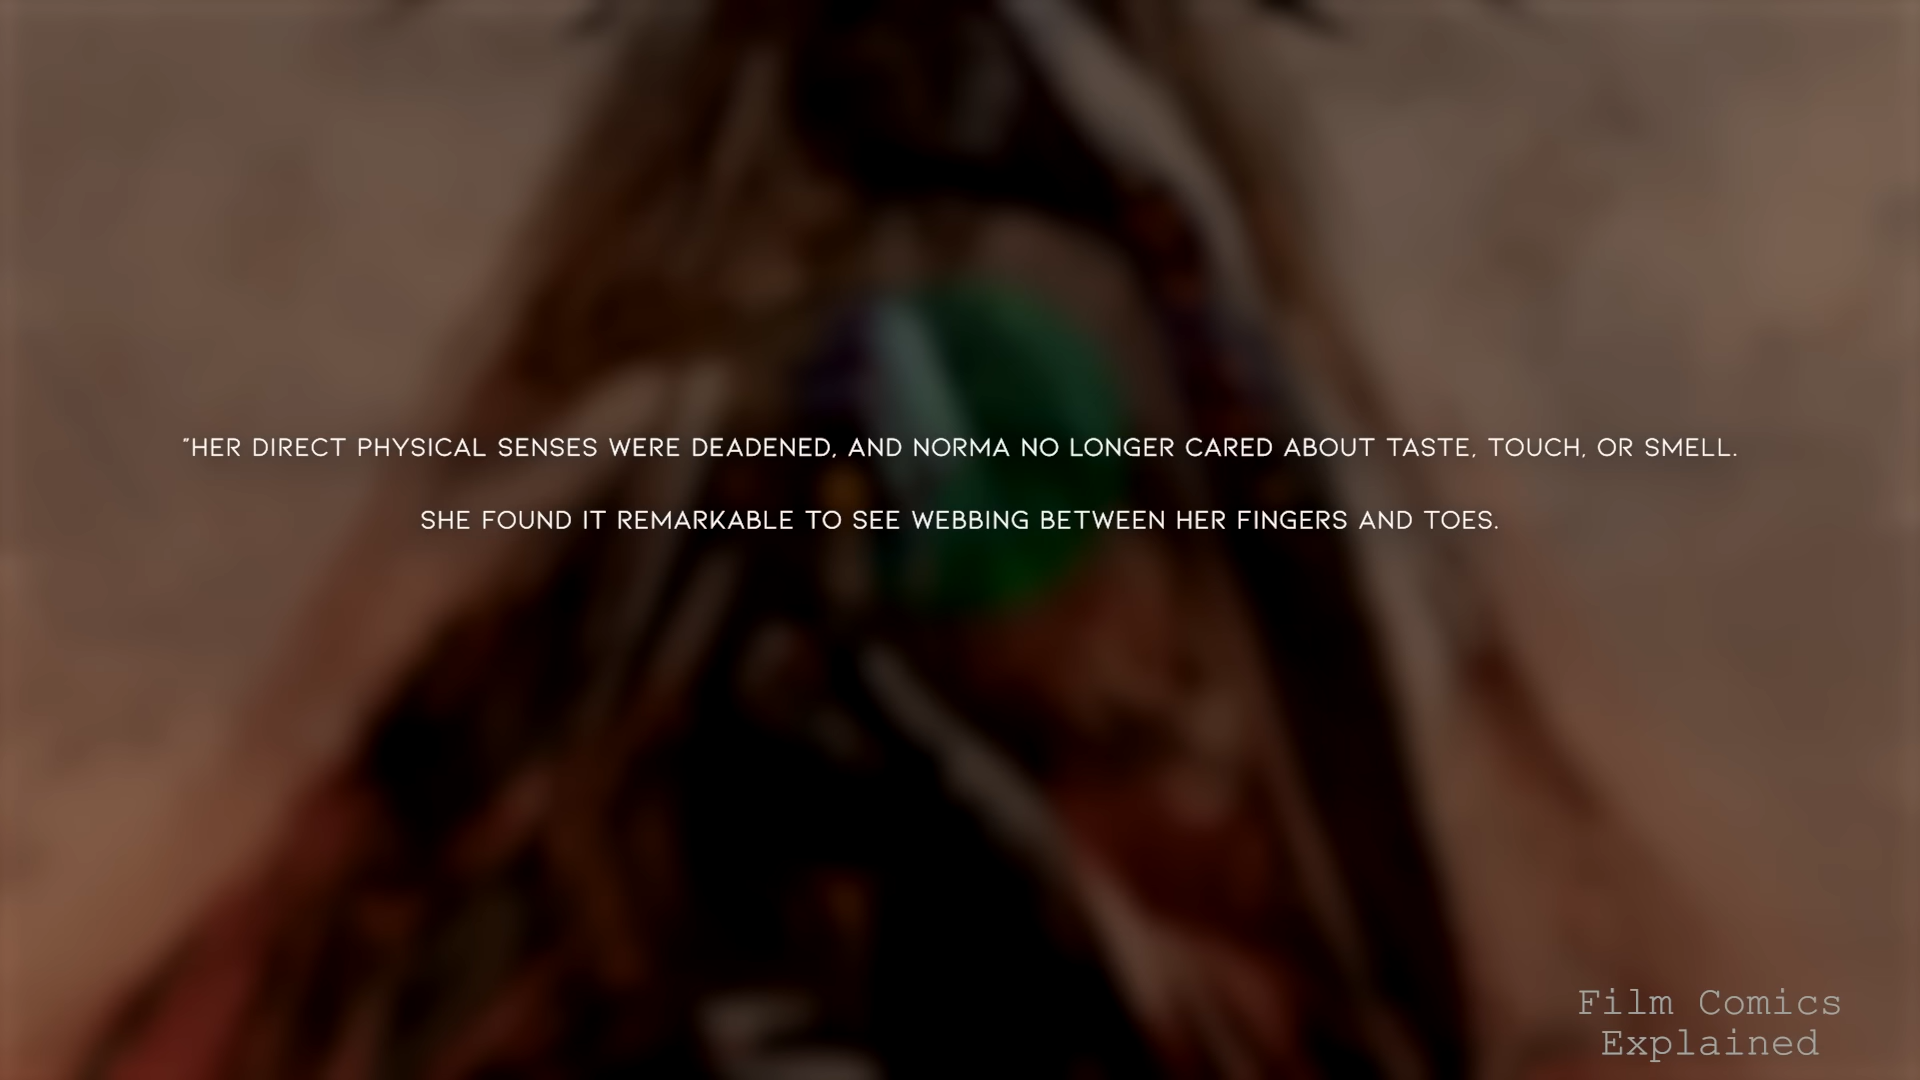 "HER DIRECT PHYSICAL SENSES WERE DEADENED, AND NORMA NO LONGER CARED ABOUT TASTE, TOUCH, OR SMELL.
SHE FOUND IT REMARKABLE TO SEE WEBBING BETWEEN HER FINGERS AND TOES.
Film Comics
Explained